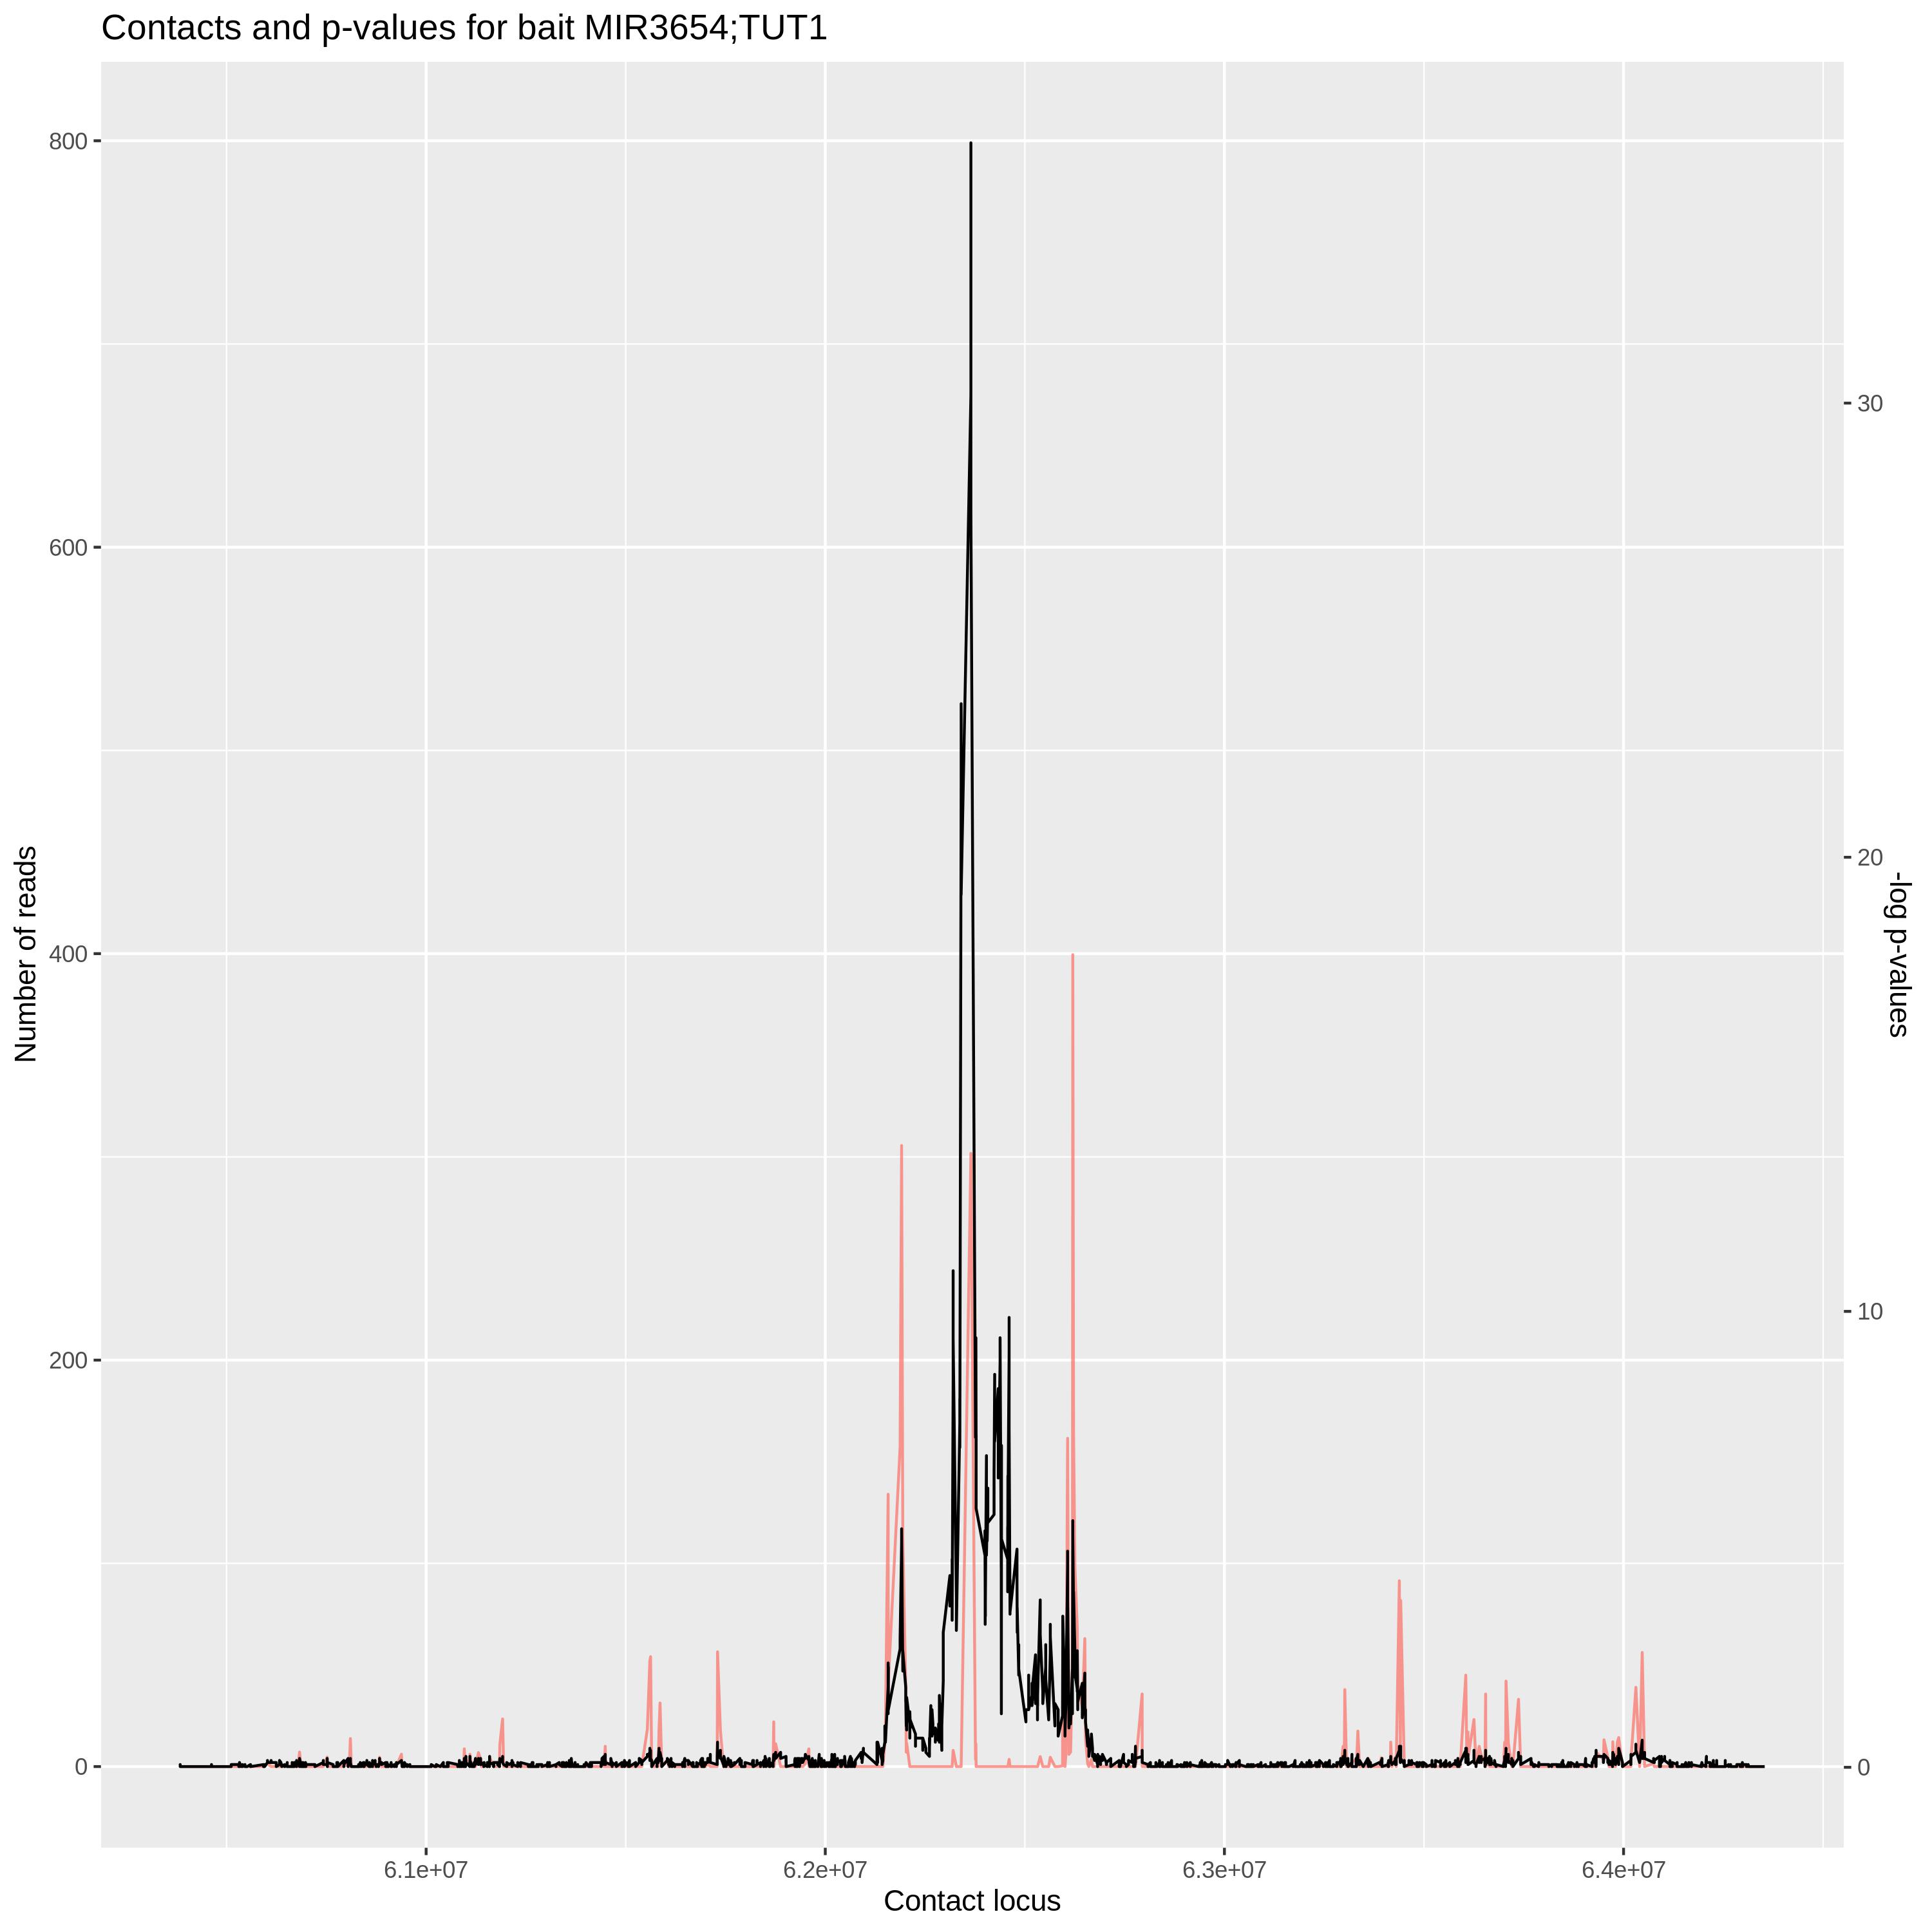 Contacts and p-values for bait MIR3654;TUT1
800
600
400
200
0
Number of reads
30
20
10
0
-log p-values
6.1e+07
6.2e+07
6.3e+07
6.4e+07
Contact locus